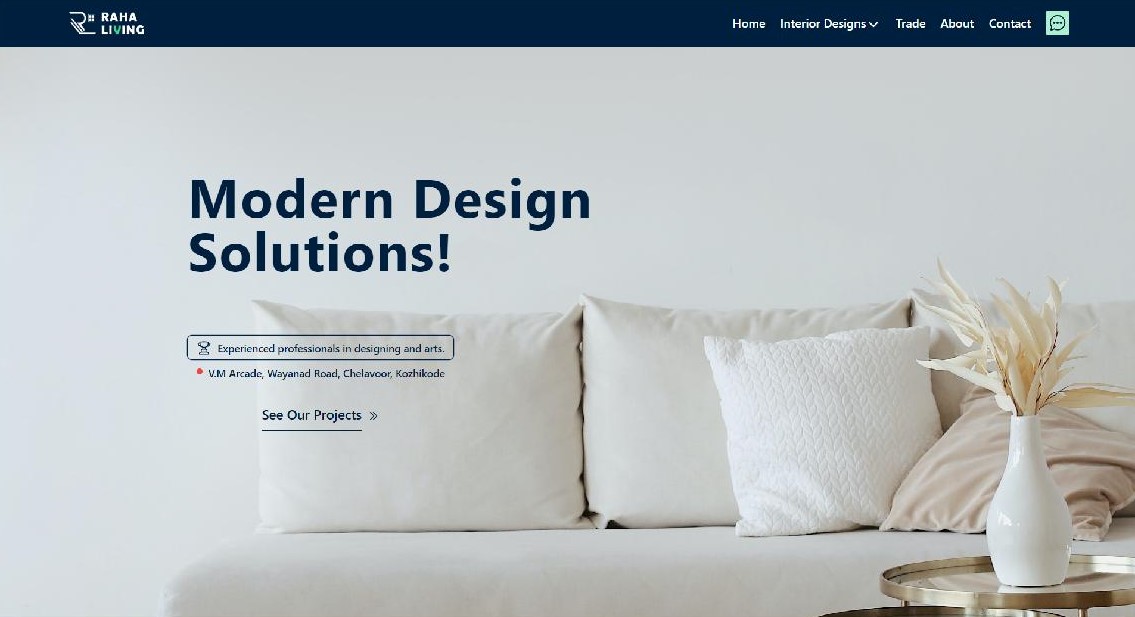 RAHA
LIVING
Home Interior Designs Trade About Contact
Modern Design
Solutions!
Experienced professionals in designing and arts.
V.M Arcade, Wayanad Road, Chelavoor, Kozhikode
See Our Projects